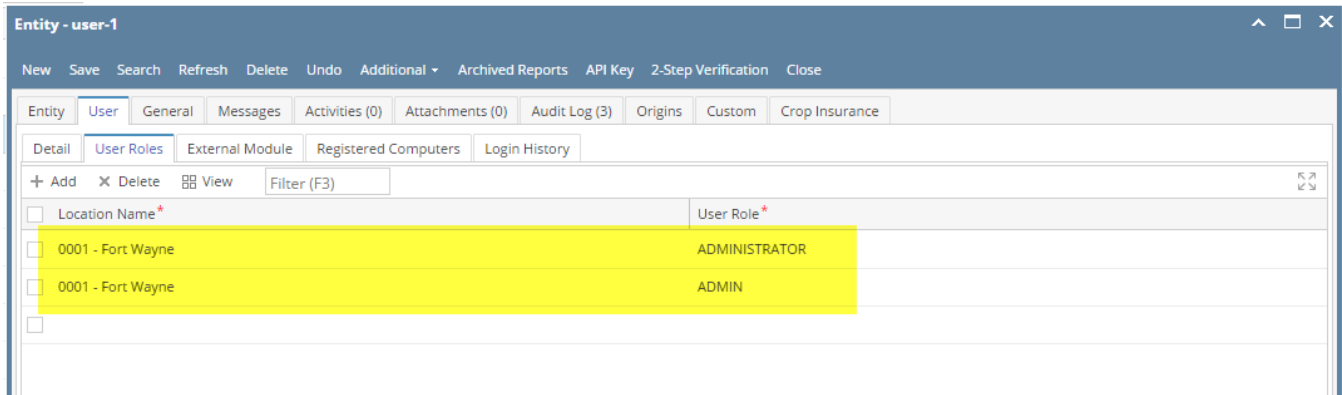 Entity - user-1
New Save Search Refresh Delete Undo Additional Archived Reports API Key 2-Step Verification Close
Entity User General Messages Activities (0) Attachments (0) Audit Log (3) Origins Custom Crop Insurance
Detail User Roles External Module Registered Computers Login History
Add Delete View Filter (F3)
Location Name* User Role*
0001 - Fort Wayne ADMINISTRATOR
0001 - Fort Wayne ADMIN